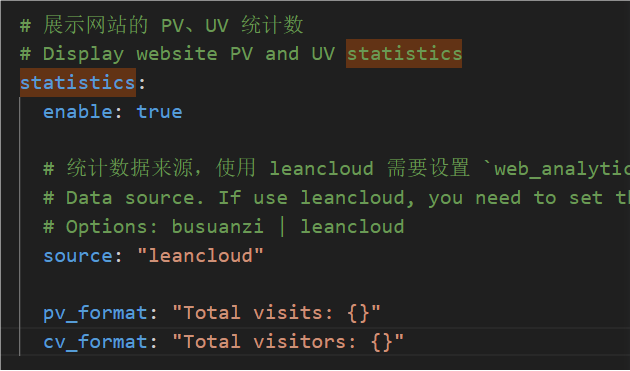 # 展示网站的 PV、UV 统计数
# Display website PV and UV statistics
statistics:
enable: true
# 统计数据来源，使用 leancloud 需要设置 `web_analytic
# Data source. If use leancloud, you need to set th
# Options: busuanzi | leancloud
source: "leancloud"
pv_format: "Total visits: {}"
cv_format: "Total visitors: {}"